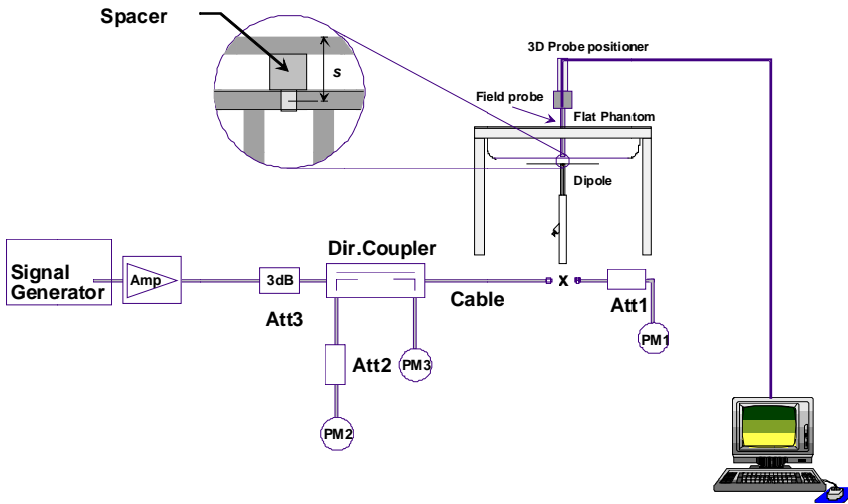 Spacer
s
3D Probe positioner
Field probe
Flat Phantom
Dipole
Signal
Generator
Amp
3dB
Att3
Dir.Coupler
Cable
x
Att1
PM1
Att2
PM3
PM2